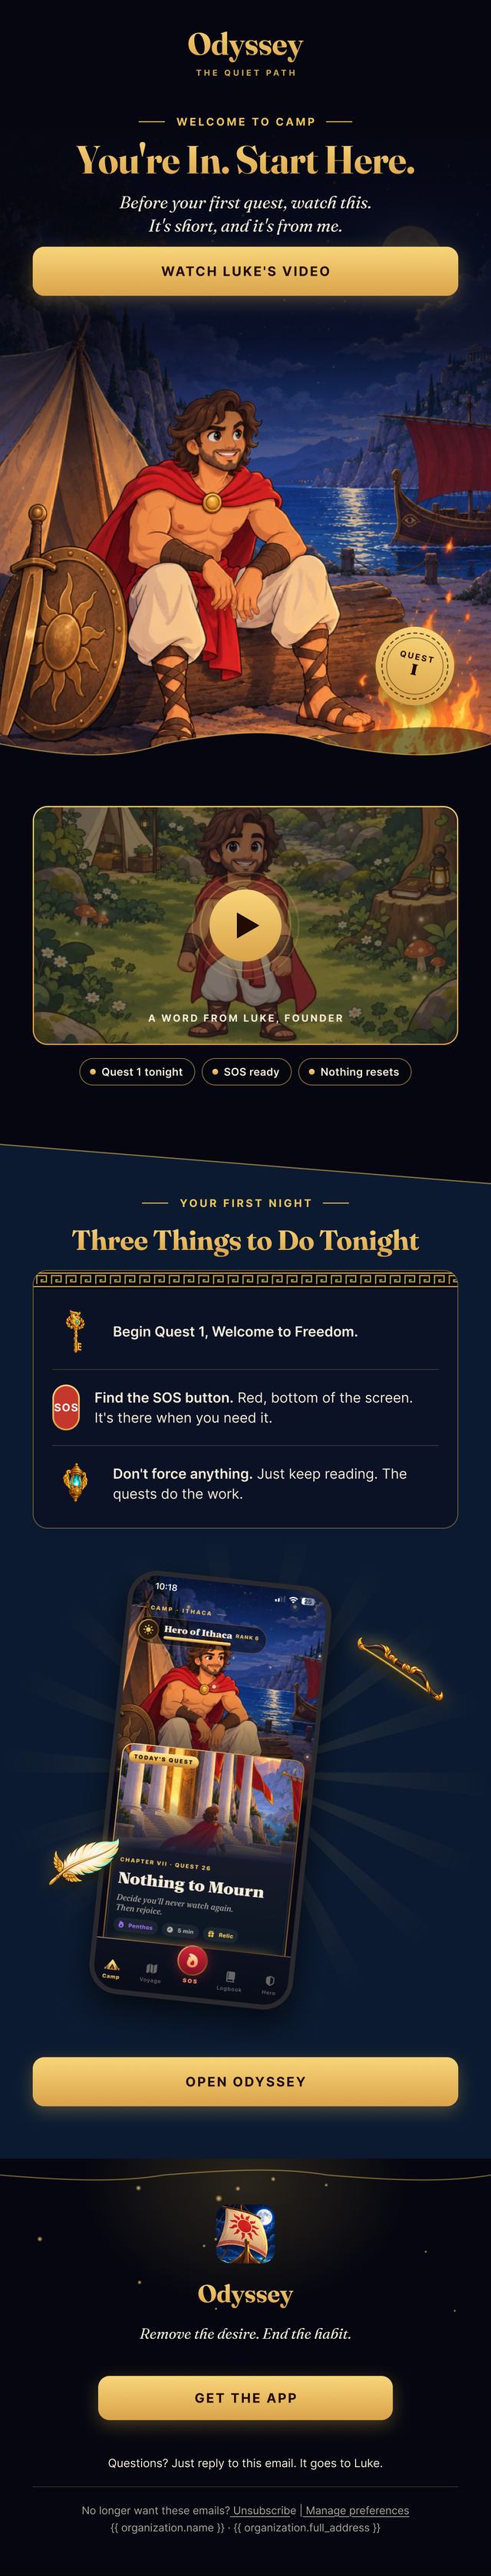 Odyssey
THE QUIET PATH
WELCOME TO CAMP
You're In. Start Here.
Before your first quest, watch this.
It's short, and it's from me.
WATCH LUKE'S VIDEO
QUEST
I
A WORD FROM LUKE, FOUNDER
Quest 1 tonight
SOS ready
Nothing resets
YOUR FIRST NIGHT
Three Things to Do Tonight
Begin Quest 1, Welcome to Freedom.
SOS
Find the SOS button. Red, bottom of the screen.
It's there when you need it.
Don't force anything. Just keep reading. The
quests do the work.
10:18
CAMP · ITHACA
Hero of Ithaca RANK 6
TODAY'S QUEST
CHAPTER VII · QUEST 26
Nothing to Mourn
Decide you'll never watch again.
Then rejoice.
Penthos
6 min
Relic
Camp
Voyage
SOS
Logbook
Hero
OPEN ODYSSEY
Odyssey
Remove the desire. End the habit.
GET THE APP
Questions? Just reply to this email. It goes to Luke.
No longer want these emails? Unsubscribe | Manage preferences
{{ organization.name }} · {{ organization.full_address }}